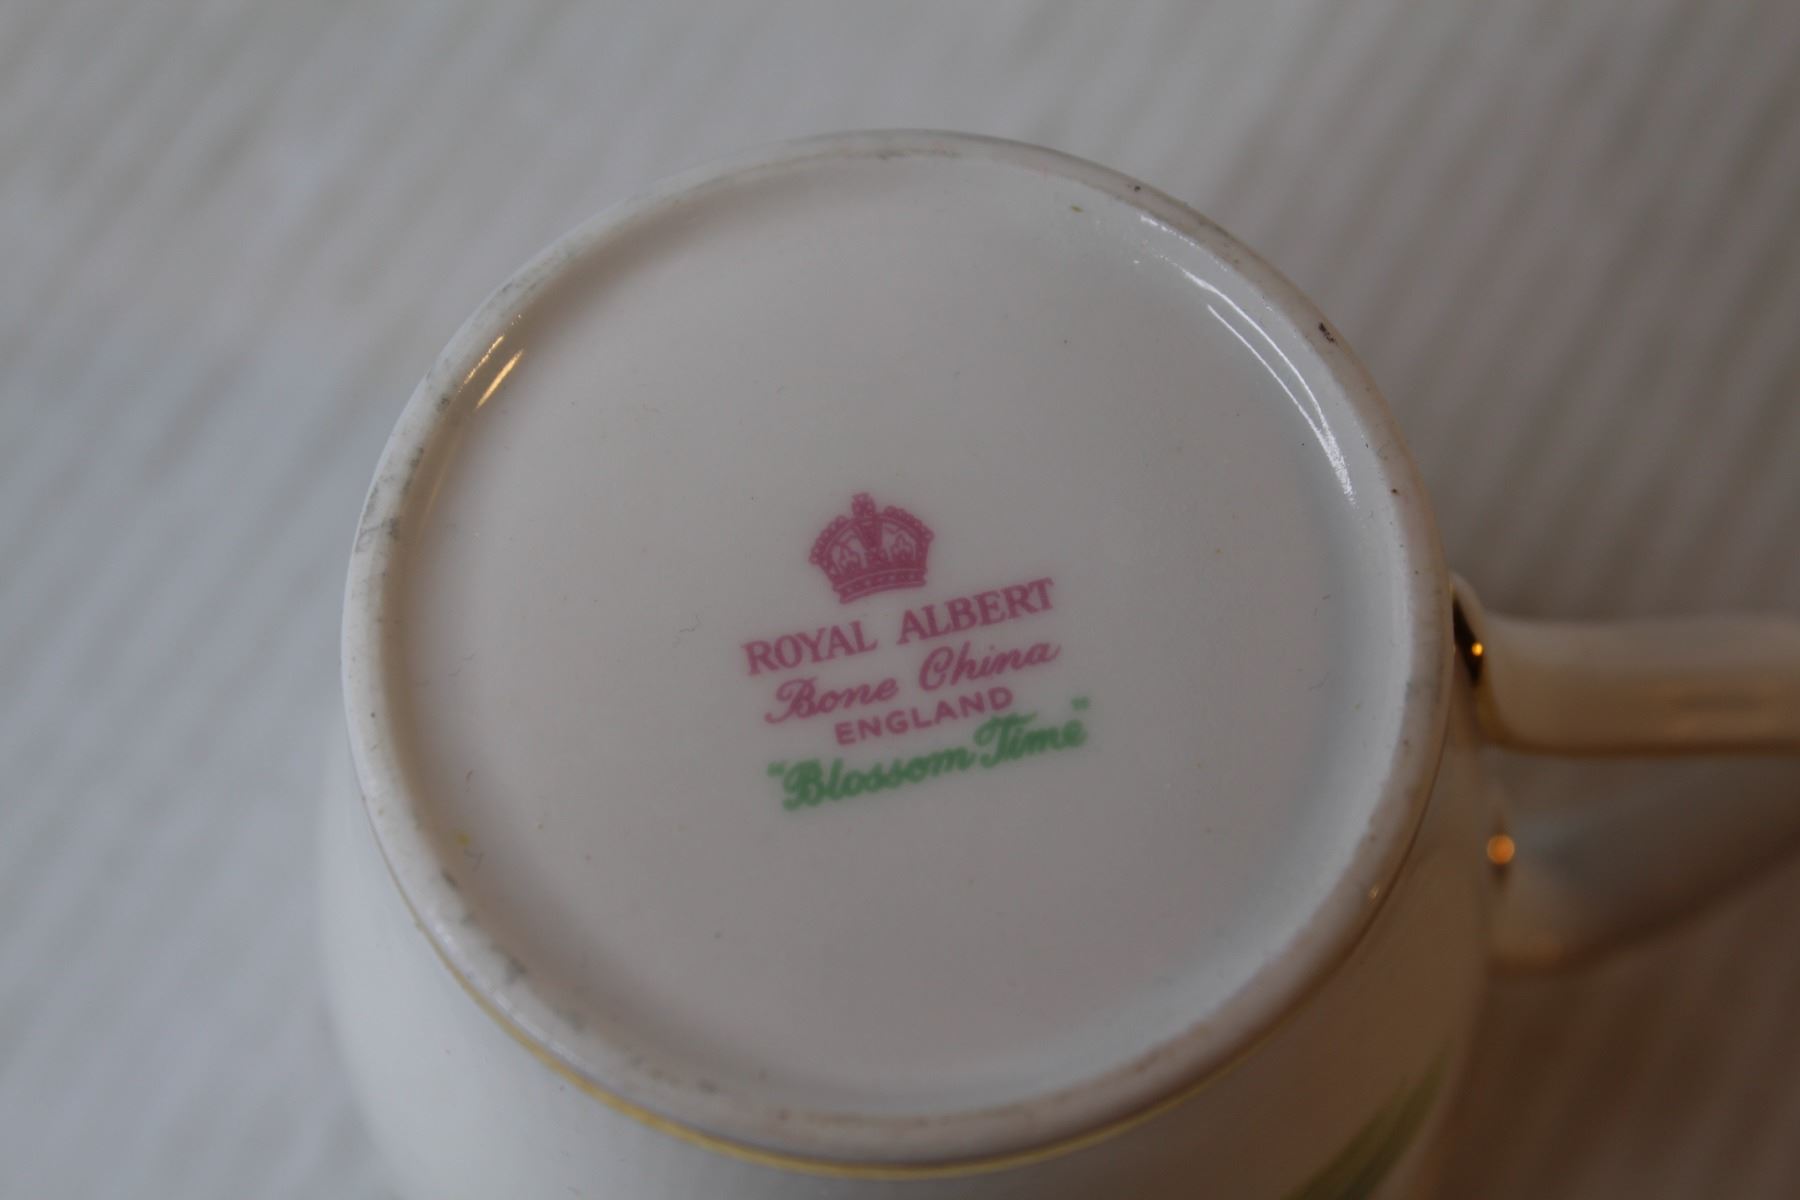 ROYAL ALBERT
Bone China
ENGLAND
"Blossom Time"